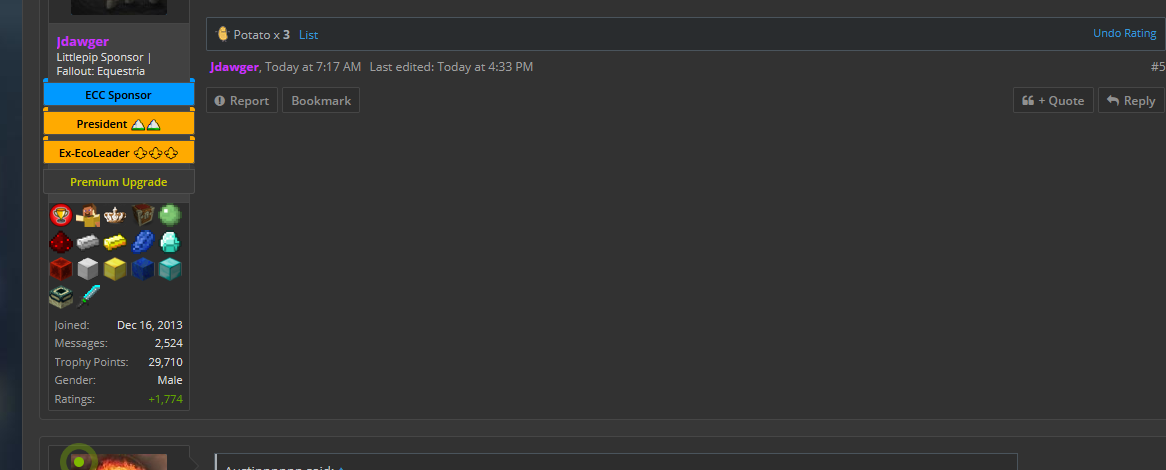 Jdawger
Littlepip Sponsor |
Fallout: Equestria
ECC Sponsor
President
Ex-EcoLeader
Premium Upgrade
Joined: Dec 16, 2013
Messages: 2,524
Trophy Points: 29,710
Gender: Male
Ratings: +1,774
Potato x 3 List Undo Rating
Jdawger, Today at 7:17 AM Last edited: Today at 4:33 PM #5
Report Bookmark + Quote Reply